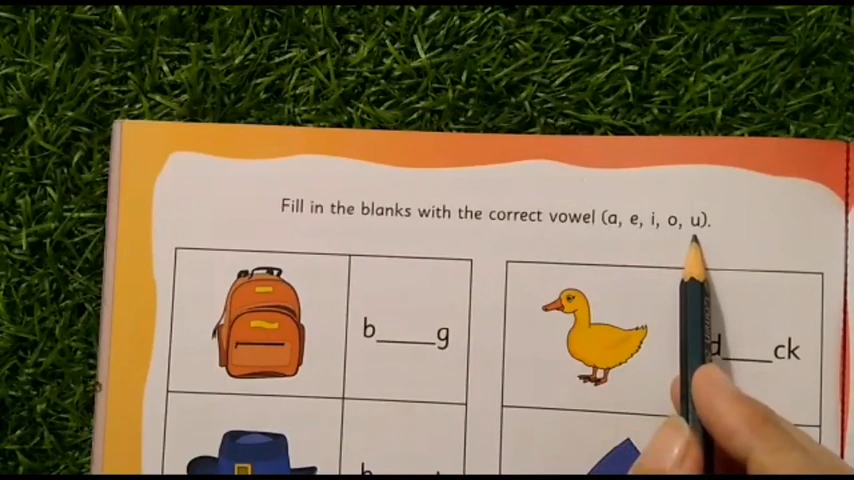 Fill in the blanks with the correct vowel (a, e, i, o, u).
b____g
d____ck